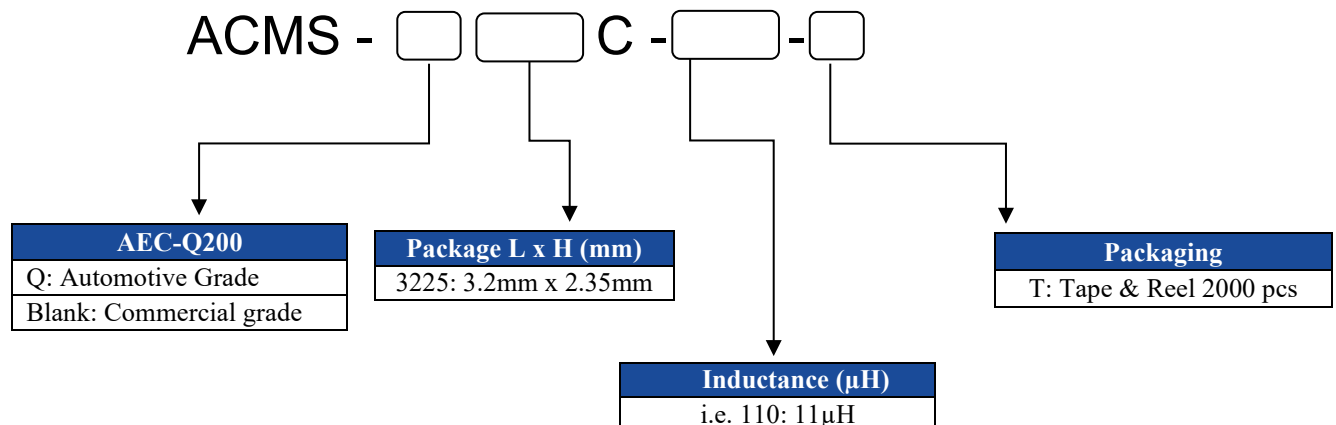 ACMS - C - -
AEC-Q200
Q: Automotive Grade
Blank: Commercial grade
Package L x H (mm)
3225: 3.2mm x 2.35mm
Packaging
T: Tape & Reel 2000 pcs
Inductance (µH)
i.e. 110: 11µH